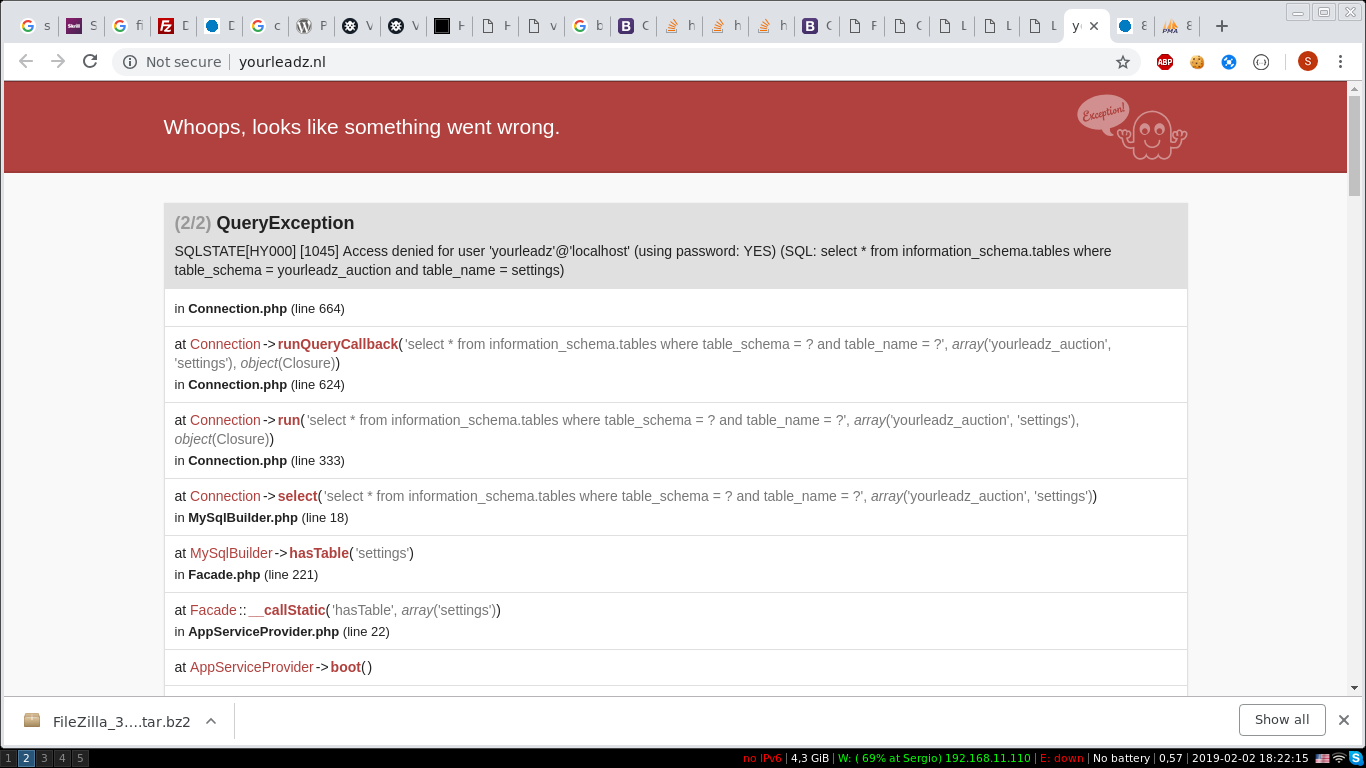 s S fi D D c P V V H H v b C h s h h C F C L L L y 8 8
Not secure yourleadz.nl ABP S
Whoops, looks like something went wrong.
Exception!
(2/2) QueryException
SQLSTATE[HY000] [1045] Access denied for user 'yourleadz'@'localhost' (using password: YES) (SQL: select * from information_schema.tables where
table_schema = yourleadz_auction and table_name = settings)
in Connection.php (line 664)
at Connection->runQueryCallback('select * from information_schema.tables where table_schema = ? and table_name = ?', array('yourleadz_auction',
'settings'), object(Closure))
in Connection.php (line 624)
at Connection->run('select * from information_schema.tables where table_schema = ? and table_name = ?', array('yourleadz_auction', 'settings'),
object(Closure))
in Connection.php (line 333)
at Connection->select('select * from information_schema.tables where table_schema = ? and table_name = ?', array('yourleadz_auction', 'settings'))
in MySqlBuilder.php (line 18)
at MySqlBuilder->hasTable('settings')
in Facade.php (line 221)
at Facade::__callStatic('hasTable', array('settings'))
in AppServiceProvider.php (line 22)
at AppServiceProvider->boot()
FileZilla_3....tar.bz2 Show all
1 2 3 4 5 no IPv6 | 4,3 GiB | W: ( 69% at Sergio) 192.168.11.110 | E: down | No battery | 0,57 | 2019-02-02 18:22:15